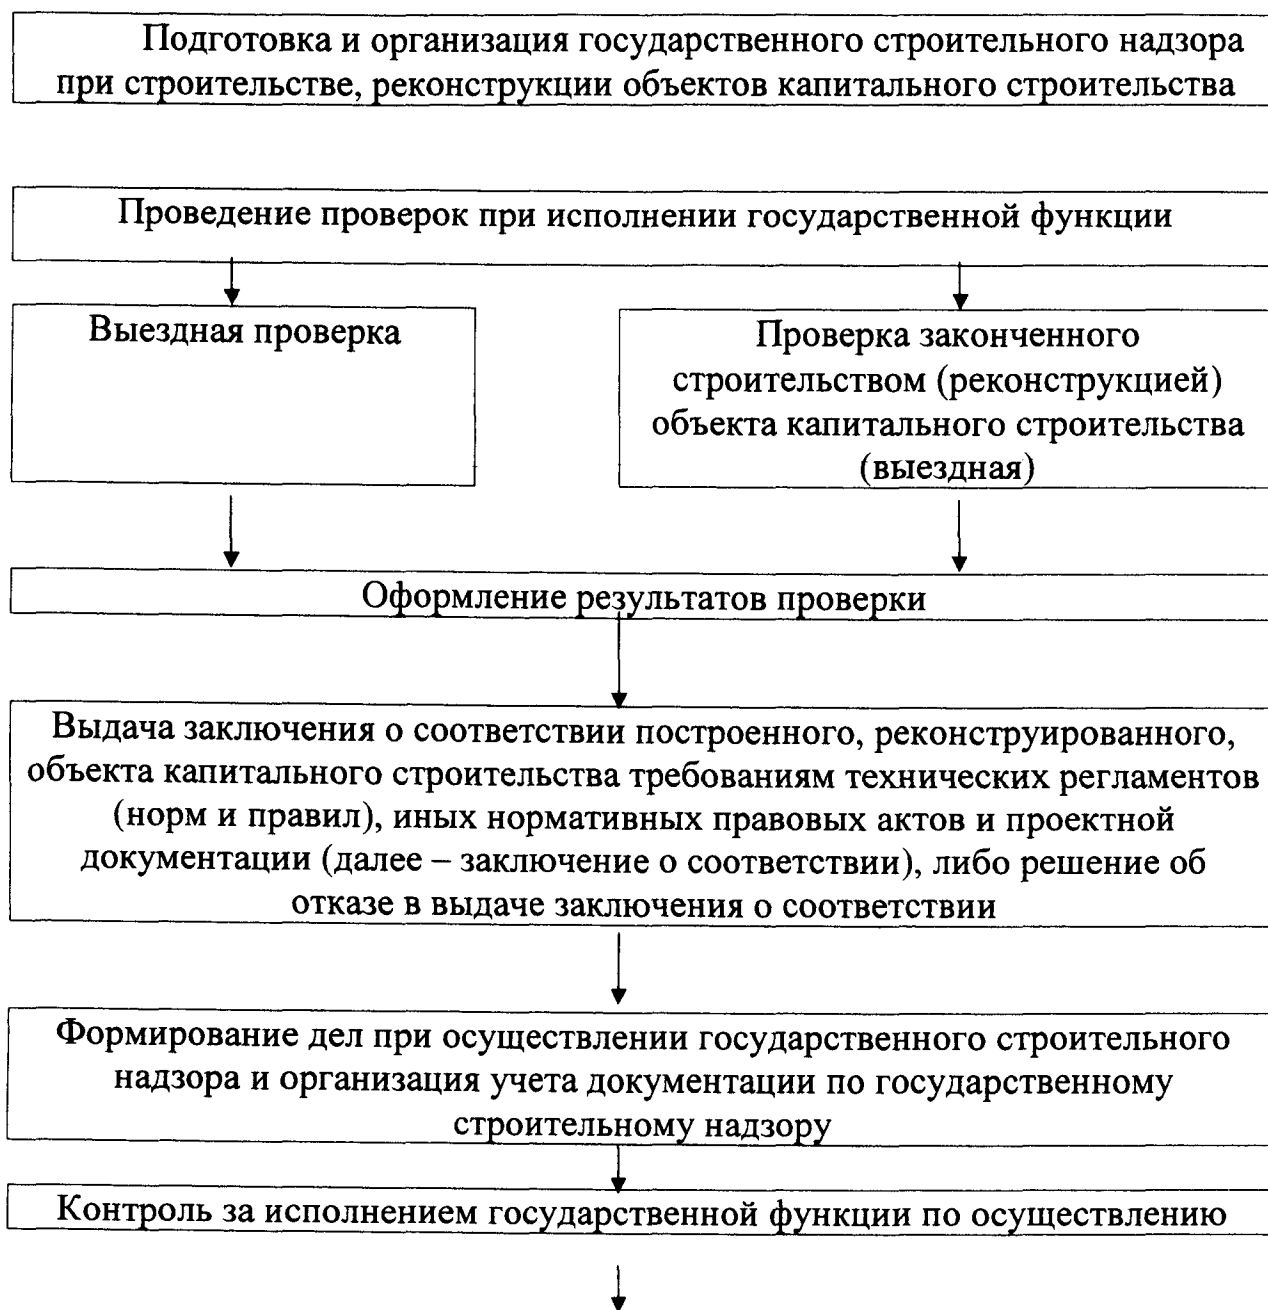 Подготовка и организация государственного строительного надзора
при строительстве, реконструкции объектов капитального строительства
Проведение проверок при исполнении государственной функции
Выездная проверка
Проверка законченного
строительством (реконструкцией)
объекта капитального строительства
(выездная)
Оформление результатов проверки
Выдача заключения о соответствии построенного, реконструированного,
объекта капитального строительства требованиям технических регламентов
(норм и правил), иных нормативных правовых актов и проектной
документации (далее – заключение о соответствии), либо решение об
отказе в выдаче заключения о соответствии
Формирование дел при осуществлении государственного строительного
надзора и организация учета документации по государственному
строительному надзору
Контроль за исполнением государственной функции по осуществлению